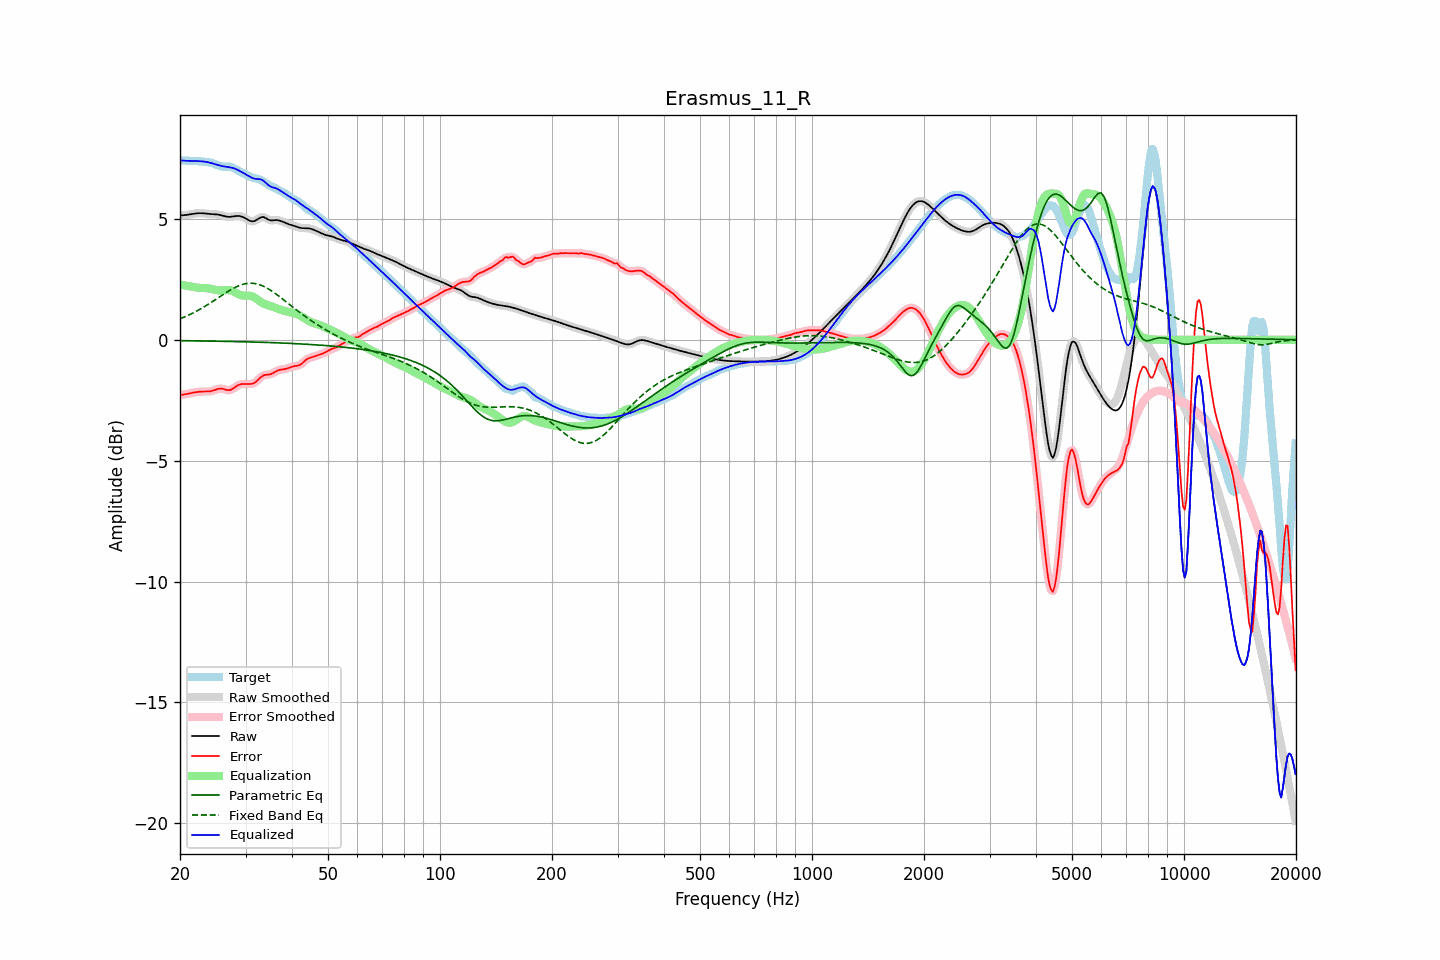 Erasmus_11_R
Amplitude (dBr)
5
0
−5
−10
−15
−20
Target
Raw Smoothed
Error Smoothed
Raw
Error
Equalization
Parametric Eq
Fixed Band Eq
Equalized
20 50 100 200 500 1000 2000 5000 10000 20000
Frequency (Hz)